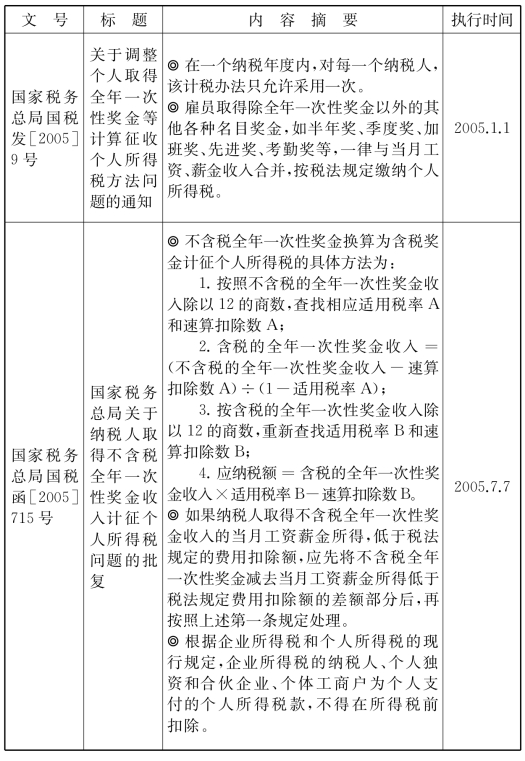 文 号 标 题 内 容 摘 要 执行时间
国家税务
总局国税
发[2005]
9号
关于调整
个人取得
全年一次
性奖金等
计算征收
个人所得
税方法问
题的通知
◎ 在一个纳税年度内,对每一个纳税人,
该计税办法只允许采用一次。
◎ 雇员取得除全年一次性奖金以外的其
他各种名目奖金,如半年奖、季度奖、加
班奖、先进奖、考勤奖等,一律与当月工
资、薪金收入合并,按税法规定缴纳个人
所得税。
2005.1.1
国家税务
总局国税
函[2005]
715号
国家税务
总局关于
纳税人取
得不含税
全年一次
性奖金收
入计征个
人所得税
问题的批
复
◎ 不含税全年一次性奖金换算为含税奖
金计征个人所得税的具体方法为:
1. 按照不含税的全年一次性奖金收
入除以12的商数,查找相应适用税率A
和速算扣除数A;
2. 含税的全年一次性奖金收入=
(不含税的全年一次性奖金收入-速算
扣除数A)÷(1-适用税率A);
3. 按含税的全年一次性奖金收入除
以12的商数,重新查找适用税率B和速
算扣除数B;
4. 应纳税额=含税的全年一次性奖
金收入×适用税率B-速算扣除数B。
◎ 如果纳税人取得不含税全年一次性奖
金收入的当月工资薪金所得,低于税法
规定的费用扣除额,应先将不含税全年
一次性奖金减去当月工资薪金所得低于
税法规定费用扣除额的差额部分后,再
按照上述第一条规定处理。
◎ 根据企业所得税和个人所得税的现
行规定,企业所得税的纳税人、个人独
资和合伙企业、个体工商户为个人支
付的个人所得税款,不得在所得税前
扣除。
2005.7.7